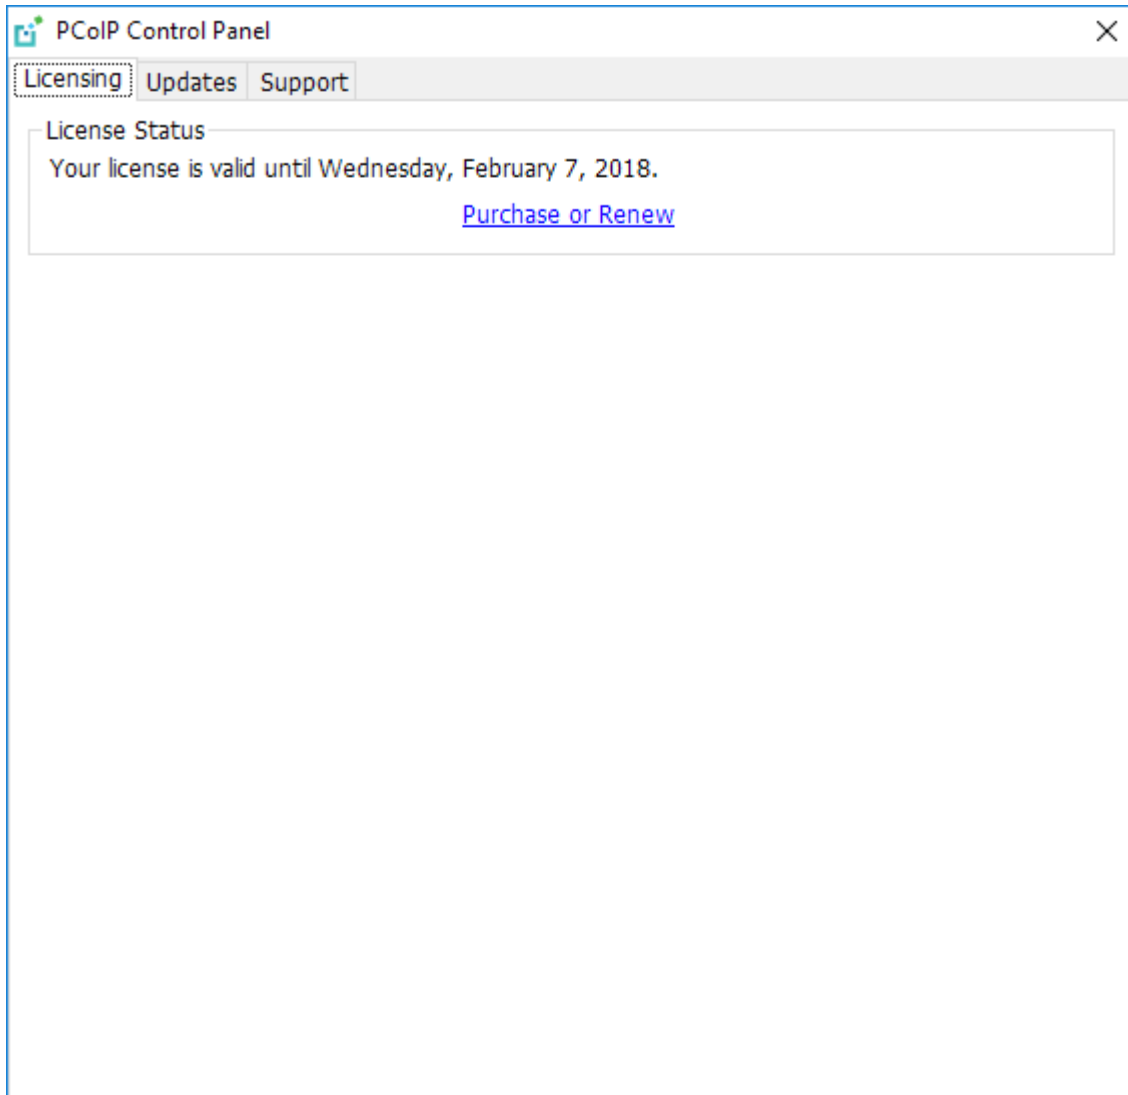 PCoIP Control Panel
Licensing Updates Support
License Status
Your license is valid until Wednesday, February 7, 2018.
Purchase or Renew